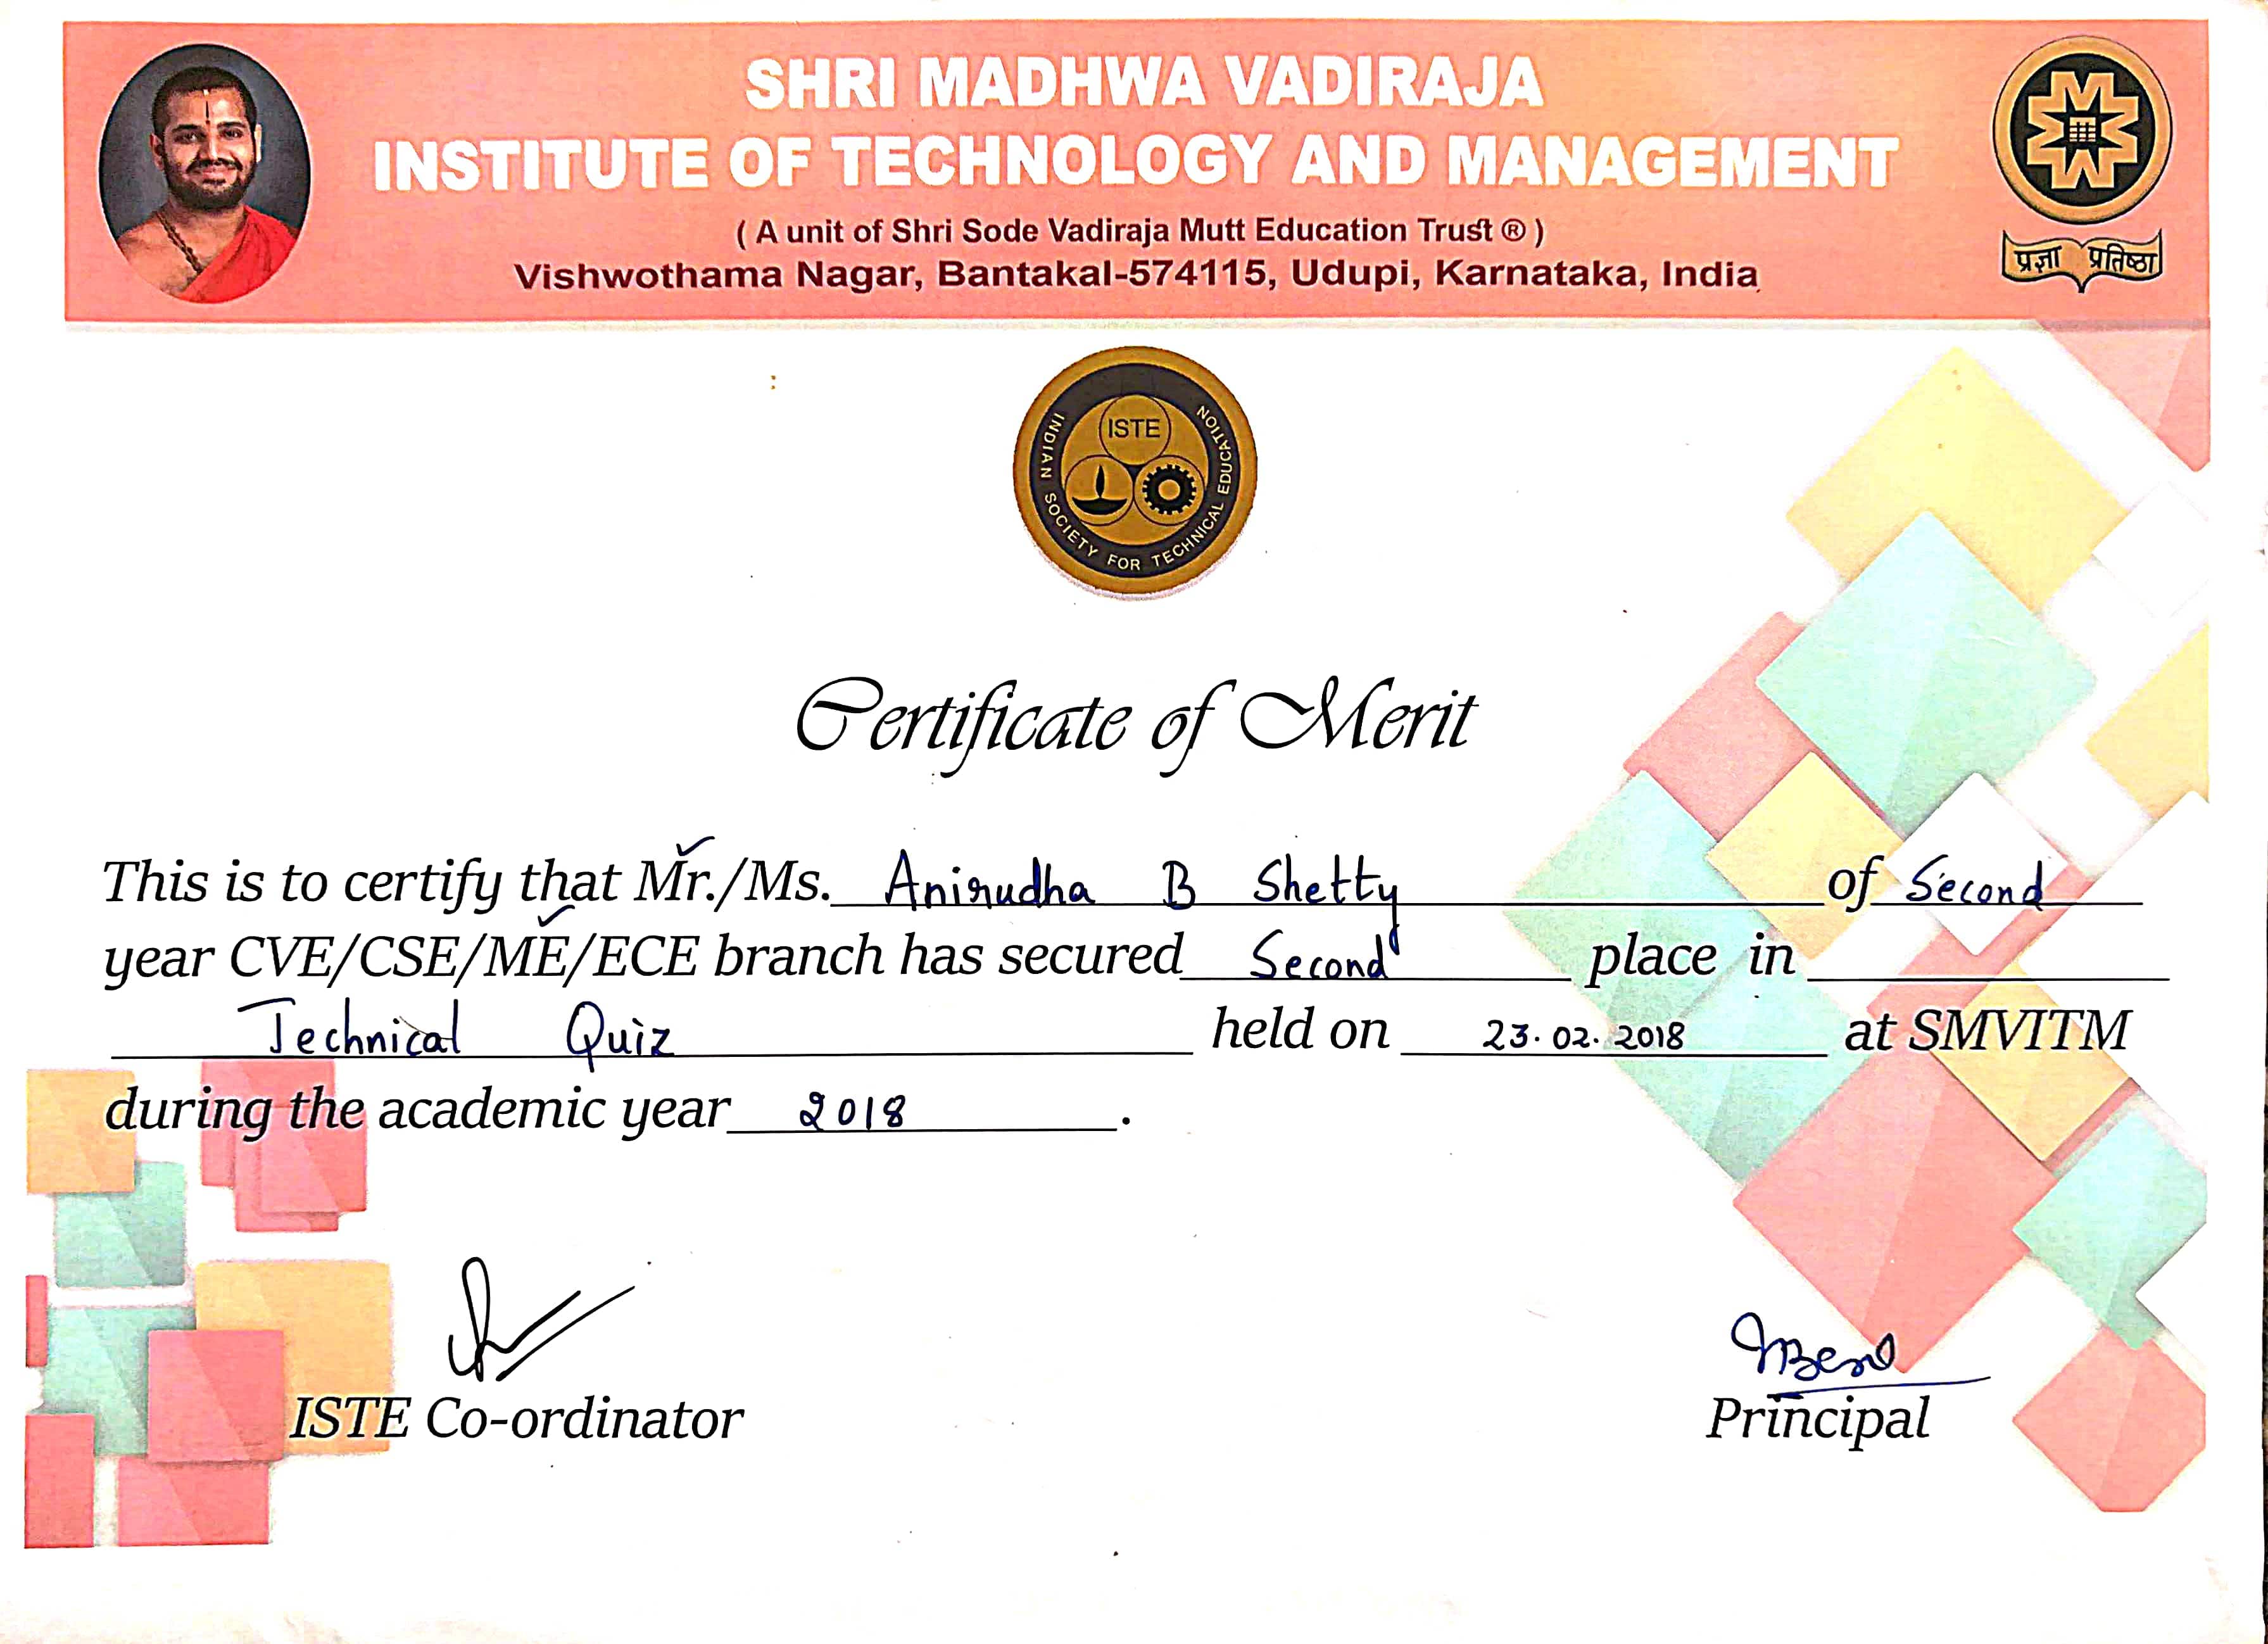 SHRI MADHWA VADIRAJA
INSTITUTE OF TECHNOLOGY AND MANAGEMENT
( A unit of Shri Sode Vadiraja Mutt Education Trust ® )
Vishwothama Nagar, Bantakal-574115, Udupi, Karnataka, India
प्रज्ञा प्रतिष्ठा
ISTE
INDIAN SOCIETY FOR TECHNICAL EDUCATION
Certificate of Merit
This is to certify that Mr./Ms. Anirudha B Shetty of Second
year CVE/CSE/ME/ECE branch has secured Second place in
Technical Quiz held on 23.02.2018 at SMVITM
during the academic year 2018.
ISTE Co-ordinator Principal